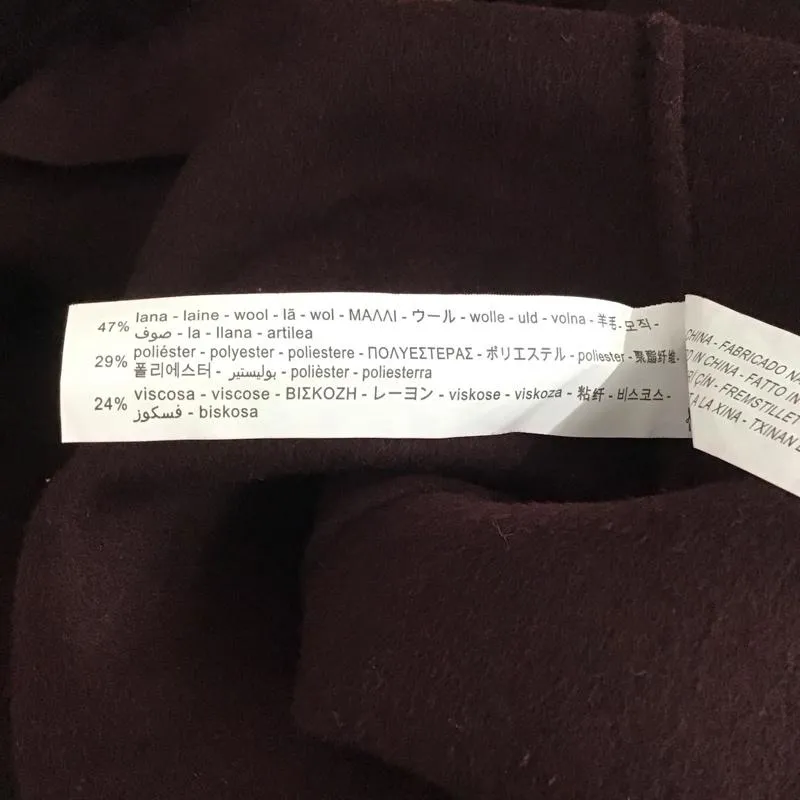 47% lana - laine - wool - lã - wol - ΜΑΛΛΙ - ウール - wolle - uld - volna - 羊毛 - 모직 -
صوف - la - llana - artilea
29% poliéster - polyester - poliestere - ΠΟΛΥΕΣΤΕΡΑΣ - ポリエステル - poliester - 聚酯纤维 -
폴리에스터 - بوليستير - polièster - poliesterra
24% viscosa - viscose - ΒΙΣΚΟΖΗ - レーヨン - viskose - viskoza - 粘纤 - 비스코스 -
فسكوز - biskosa
CHINA - FABRICADO
IN CHINA - FATTO IN
ÇİN - FREMSTILLET
A LA XINA - TXINAN